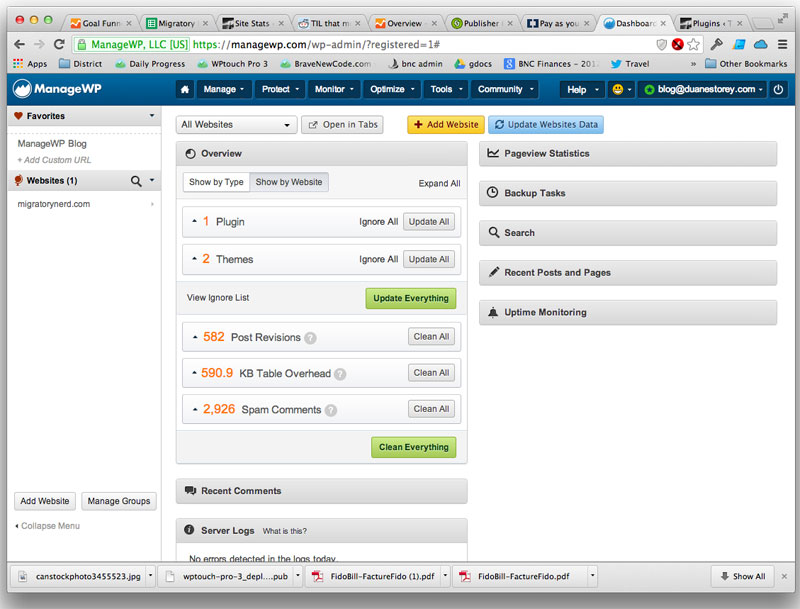 Goal Funne
Migratory
Site Stats
TIL that m
Overview –
Publisher
Pay as you
Dashboard
Plugins ‹ T
ManageWP, LLC [US] https://managewp.com/wp-admin/?registered=1#
Apps District Daily Progress WPtouch Pro 3 BraveNewCode.com bnc admin gdocs BNC Finances – 201 Travel » Other Bookmarks
ManageWP Manage Protect Monitor Optimize Tools Community Help blog@duanestorey.com
Favorites
ManageWP Blog
+ Add Custom URL
Websites (1)
migratorynerd.com
Add Website Manage Groups
Collapse Menu
All Websites Open in Tabs + Add Website Update Websites Data
Overview
Show by Type Show by Website Expand All
1 Plugin Ignore All Update All
2 Themes Ignore All Update All
View Ignore List Update Everything
582 Post Revisions ? Clean All
590.9 KB Table Overhead ? Clean All
2,926 Spam Comments ? Clean All
Clean Everything
Recent Comments
Server Logs What is this?
No errors detected in the logs today.
Pageview Statistics
Backup Tasks
Search
Recent Posts and Pages
Uptime Monitoring
canstockphoto3455523.jpg wptouch-pro-3_depl....pub FidoBill-FactureFido (1).pdf FidoBill-FactureFido.pdf Show All